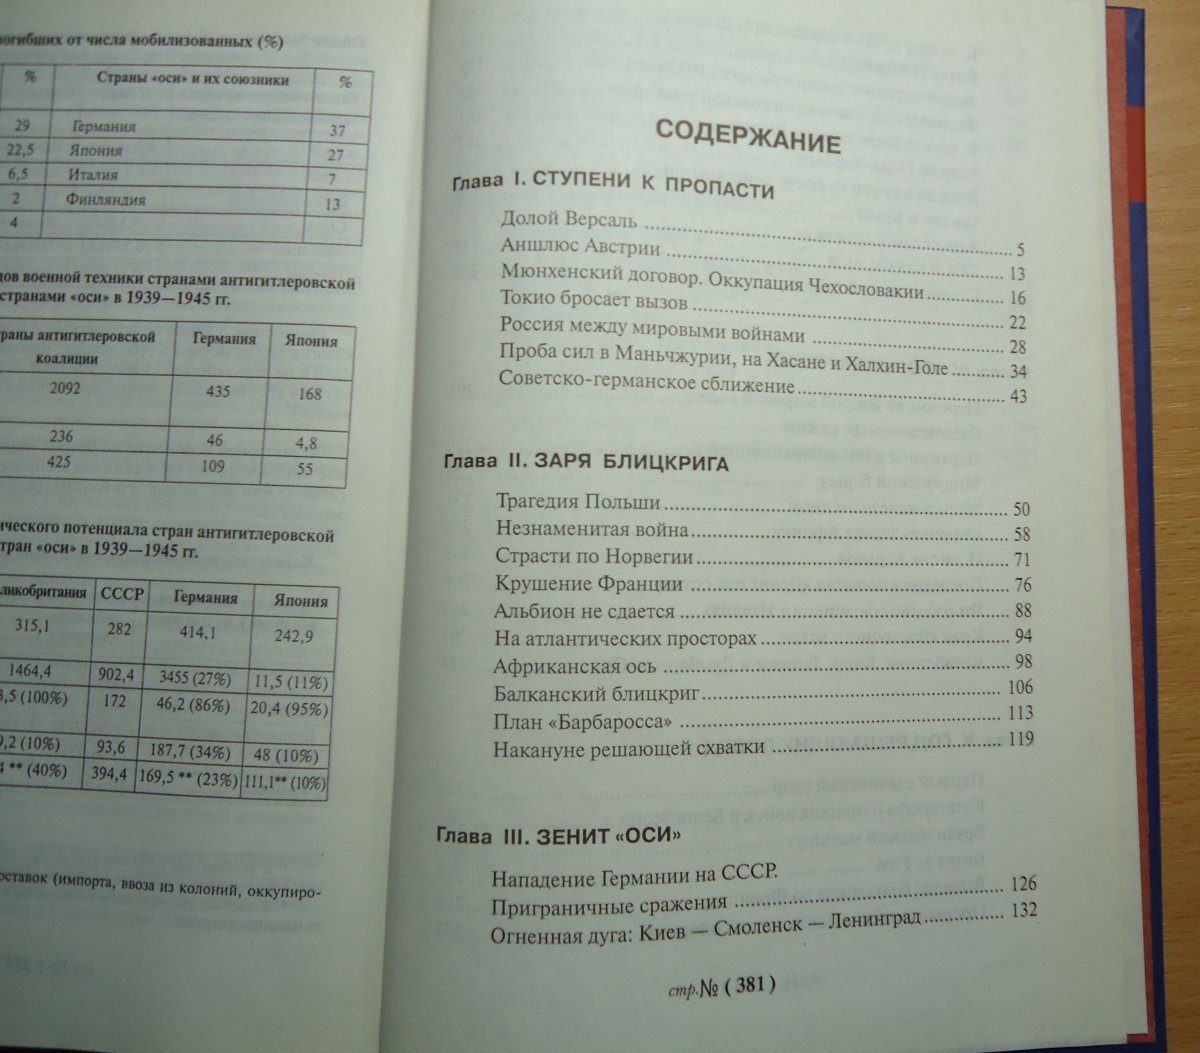 погибших от числа мобилизованных (%)
% Страны «оси» и их союзники %
29 Германия 37
22,5 Япония 27
6,5 Италия 7
2 Финляндия 13
4
дов военной техники странами антигитлеровской
странами «оси» в 1939—1945 гг.
раны антигитлеровской Германия Япония
коалиции
2092 435 168
236 46 4,8
425 109 55
ического потенциала стран антигитлеровской
тран «оси» в 1939—1945 гг.
ликобритания СССР Германия Япония
315,1 282 414,1 242,9
1464,4 902,4 3455 (27%) 11,5 (11%)
3,5 (100%) 172 46,2 (86%) 20,4 (95%)
9,2 (10%) 93,6 187,7 (34%) 48 (10%)
4 ** (40%) 394,4 169,5 ** (23%) 111,1** (10%)
оставок (импорта, ввоза из колоний, оккупиро-
СОДЕРЖАНИЕ
Глава I. СТУПЕНИ К ПРОПАСТИ
Долой Версаль 5
Аншлюс Австрии 13
Мюнхенский договор. Оккупация Чехословакии 16
Токио бросает вызов 22
Россия между мировыми войнами 28
Проба сил в Маньчжурии, на Хасане и Халхин-Голе 34
Советско-германское сближение 43
Глава II. ЗАРЯ БЛИЦКРИГА
Трагедия Польши 50
Незнаменитая война 58
Страсти по Норвегии 71
Крушение Франции 76
Альбион не сдается 88
На атлантических просторах 94
Африканская ось 98
Балканский блицкриг 106
План «Барбаросса» 113
Накануне решающей схватки 119
Глава III. ЗЕНИТ «ОСИ»
Нападение Германии на СССР.
Приграничные сражения 126
Огненная дуга: Киев — Смоленск — Ленинград 132
стр.№ ( 381 )